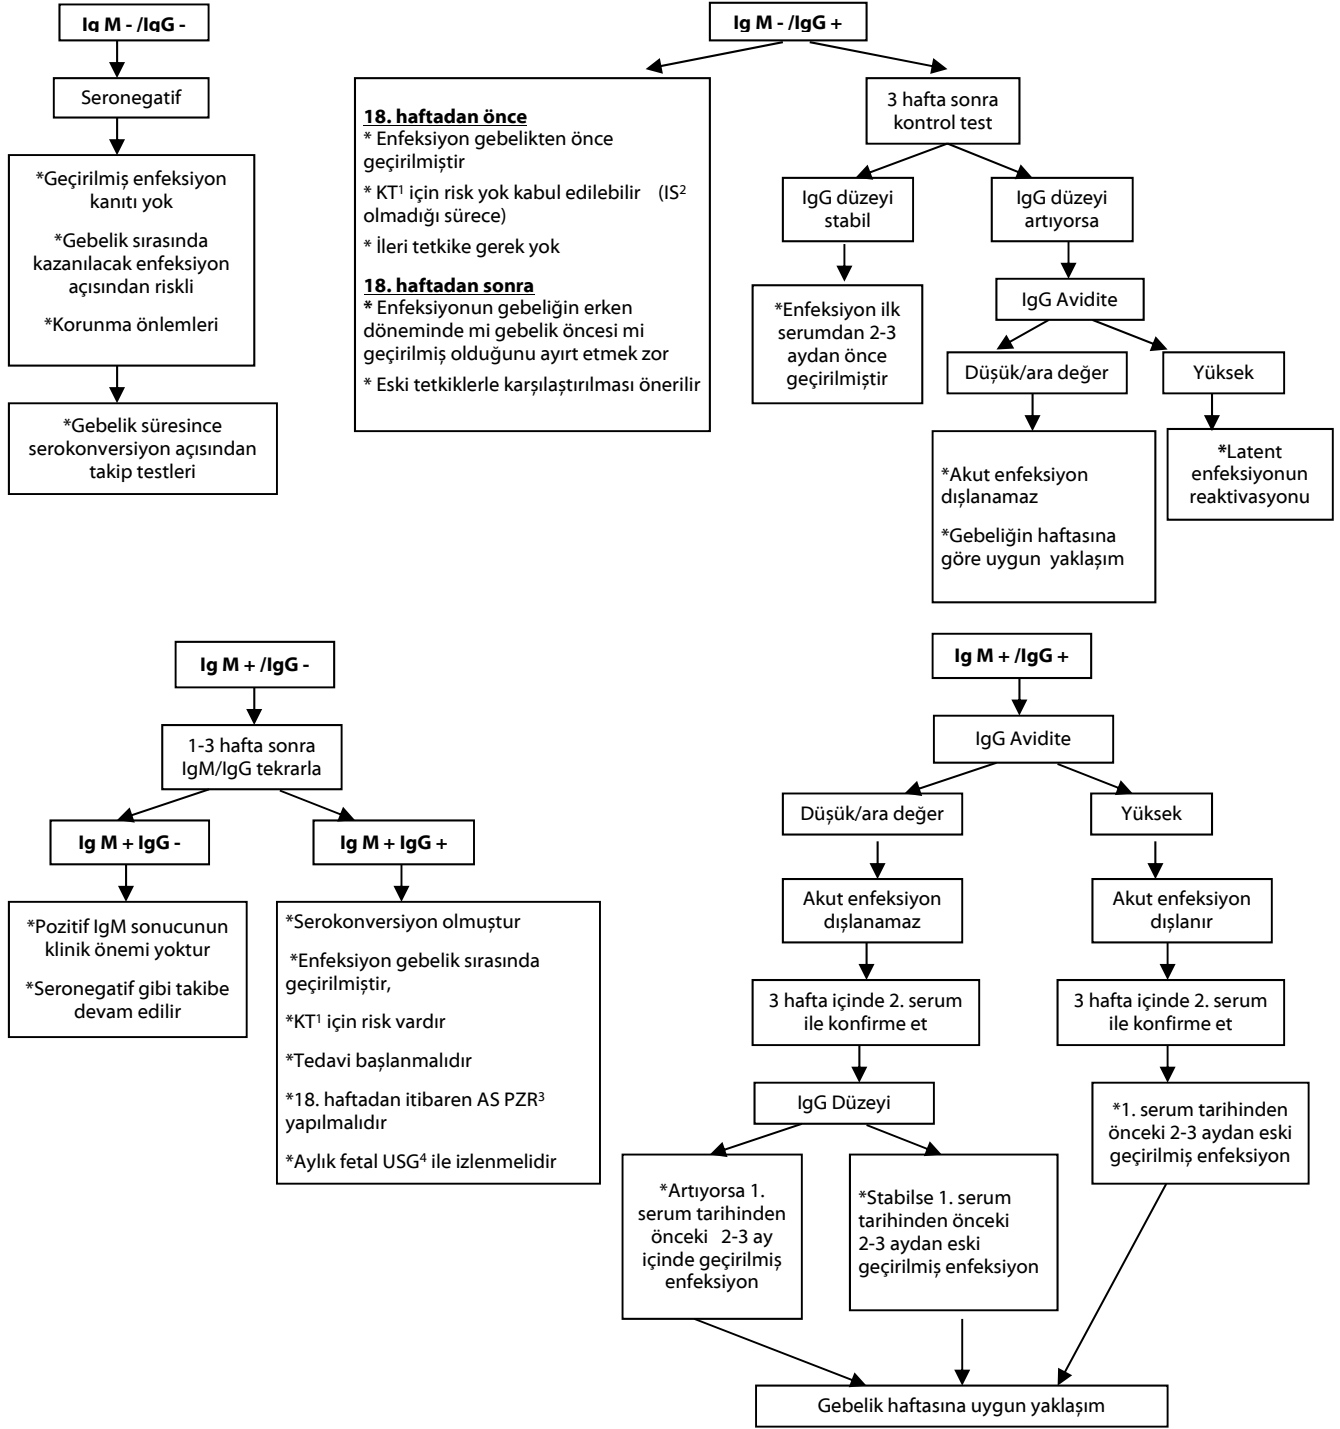 Ig M - /IgG -
Seronegatif
*Geçirilmiş enfeksiyon
kanıtı yok
*Gebelik sırasında
kazanılacak enfeksiyon
açısından riskli
*Korunma önlemleri
*Gebelik süresince
serokonversiyon açısından
takip testleri
Ig M - /IgG +
18. haftadan önce
* Enfeksiyon gebelikten önce
geçirilmiştir
* KT¹ için risk yok kabul edilebilir (IS²
olmadığı sürece)
* İleri tetkike gerek yok
18. haftadan sonra
* Enfeksiyonun gebeliğin erken
döneminde mi gebelik öncesi mi
geçirilmiş olduğunu ayırt etmek zor
* Eski tetkiklerle karşılaştırılması önerilir
3 hafta sonra
kontrol test
IgG düzeyi
stabil
*Enfeksiyon ilk
serumdan 2-3
aydan önce
geçirilmiştir
IgG düzeyi
artıyorsa
IgG Avidite
Düşük/ara değer
*Akut enfeksiyon
dışlanamaz
*Gebeliğin haftasına
göre uygun yaklaşım
Yüksek
*Latent
enfeksiyonun
reaktivasyonu
Ig M + /IgG -
1-3 hafta sonra
IgM/IgG tekrarla
Ig M + IgG -
*Pozitif IgM sonucunun
klinik önemi yoktur
*Seronegatif gibi takibe
devam edilir
Ig M + IgG +
*Serokonversiyon olmuştur
*Enfeksiyon gebelik sırasında
geçirilmiştir,
*KT¹ için risk vardır
*Tedavi başlanmalıdır
*18. haftadan itibaren AS PZR³
yapılmalıdır
*Aylık fetal USG⁴ ile izlenmelidir
Ig M + /IgG +
IgG Avidite
Düşük/ara değer
Akut enfeksiyon
dışlanamaz
3 hafta içinde 2. serum
ile konfirme et
IgG Düzeyi
*Artıyorsa 1.
serum tarihinden
önceki 2-3 ay
içinde geçirilmiş
enfeksiyon
*Stabilse 1. serum
tarihinden önceki
2-3 aydan eski
geçirilmiş enfeksiyon
Yüksek
Akut enfeksiyon
dışlanır
3 hafta içinde 2. serum
ile konfirme et
*1. serum tarihinden
önceki 2-3 aydan eski
geçirilmiş enfeksiyon
Gebelik haftasına uygun yaklaşım